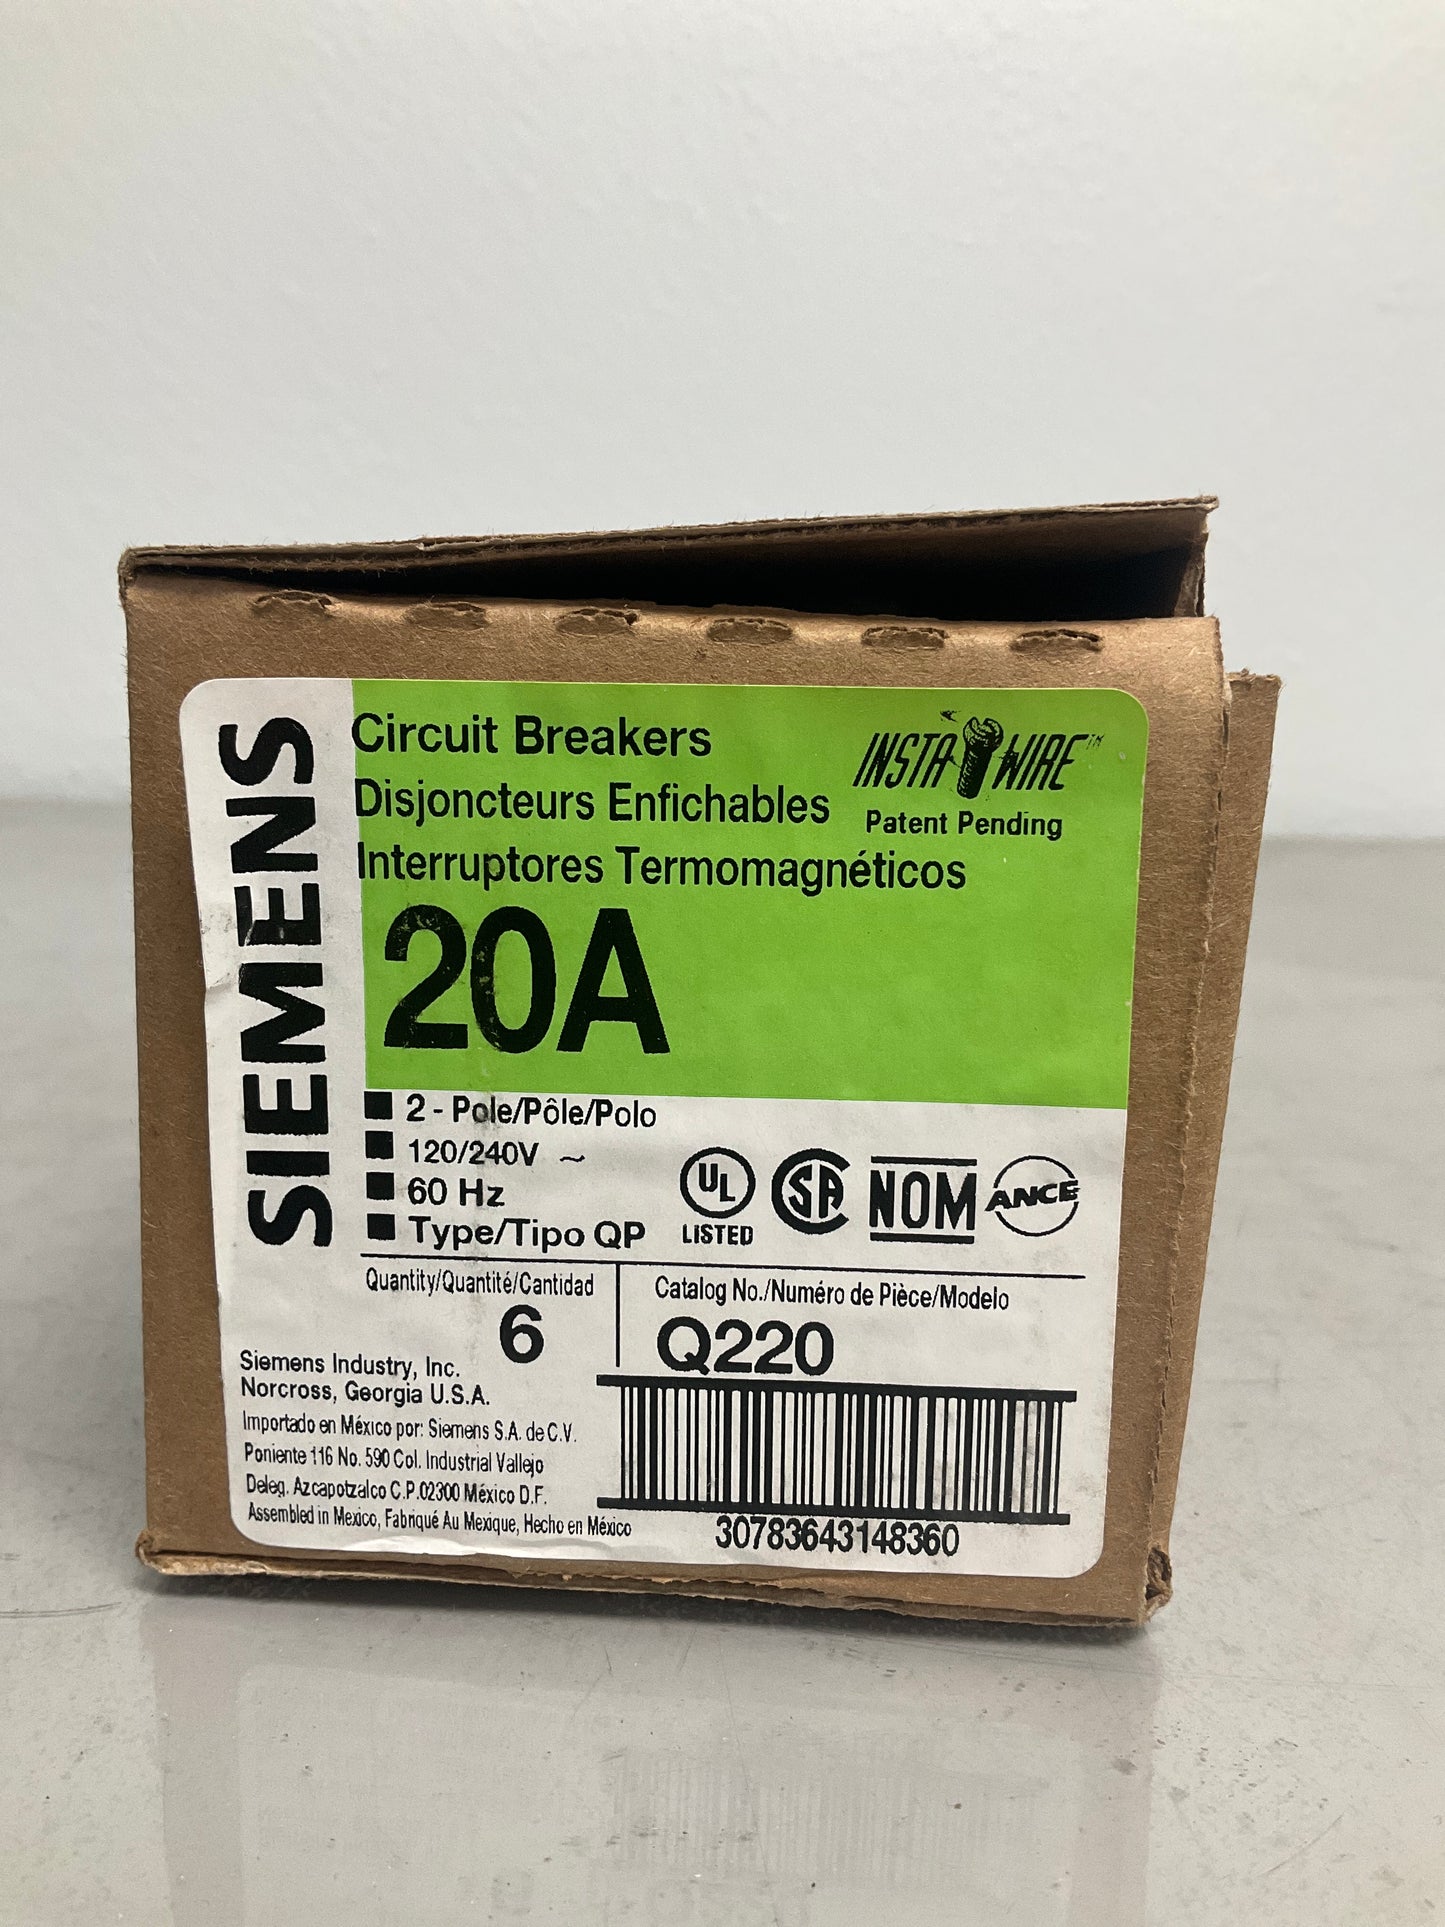 SIEMENS
Circuit Breakers
Disjoncteurs Enfichables
Interruptores Termomagnéticos
INSTA WIRE™
Patent Pending
20A
2 - Pole/Pôle/Polo
120/240V ~
60 Hz
Type/Tipo QP
UL
LISTED
SA
NOM
ANCE
Quantity/Quantité/Cantidad
6
Catalog No./Numéro de Pièce/Modelo
Q220
Siemens Industry, Inc.
Norcross, Georgia U.S.A.
Importado en México por: Siemens S.A. de C.V.
Poniente 116 No. 590 Col. Industrial Vallejo
Deleg. Azcapotzalco C.P.02300 México D.F.
Assembled in Mexico, Fabriqué Au Mexique, Hecho en México
30783643148360